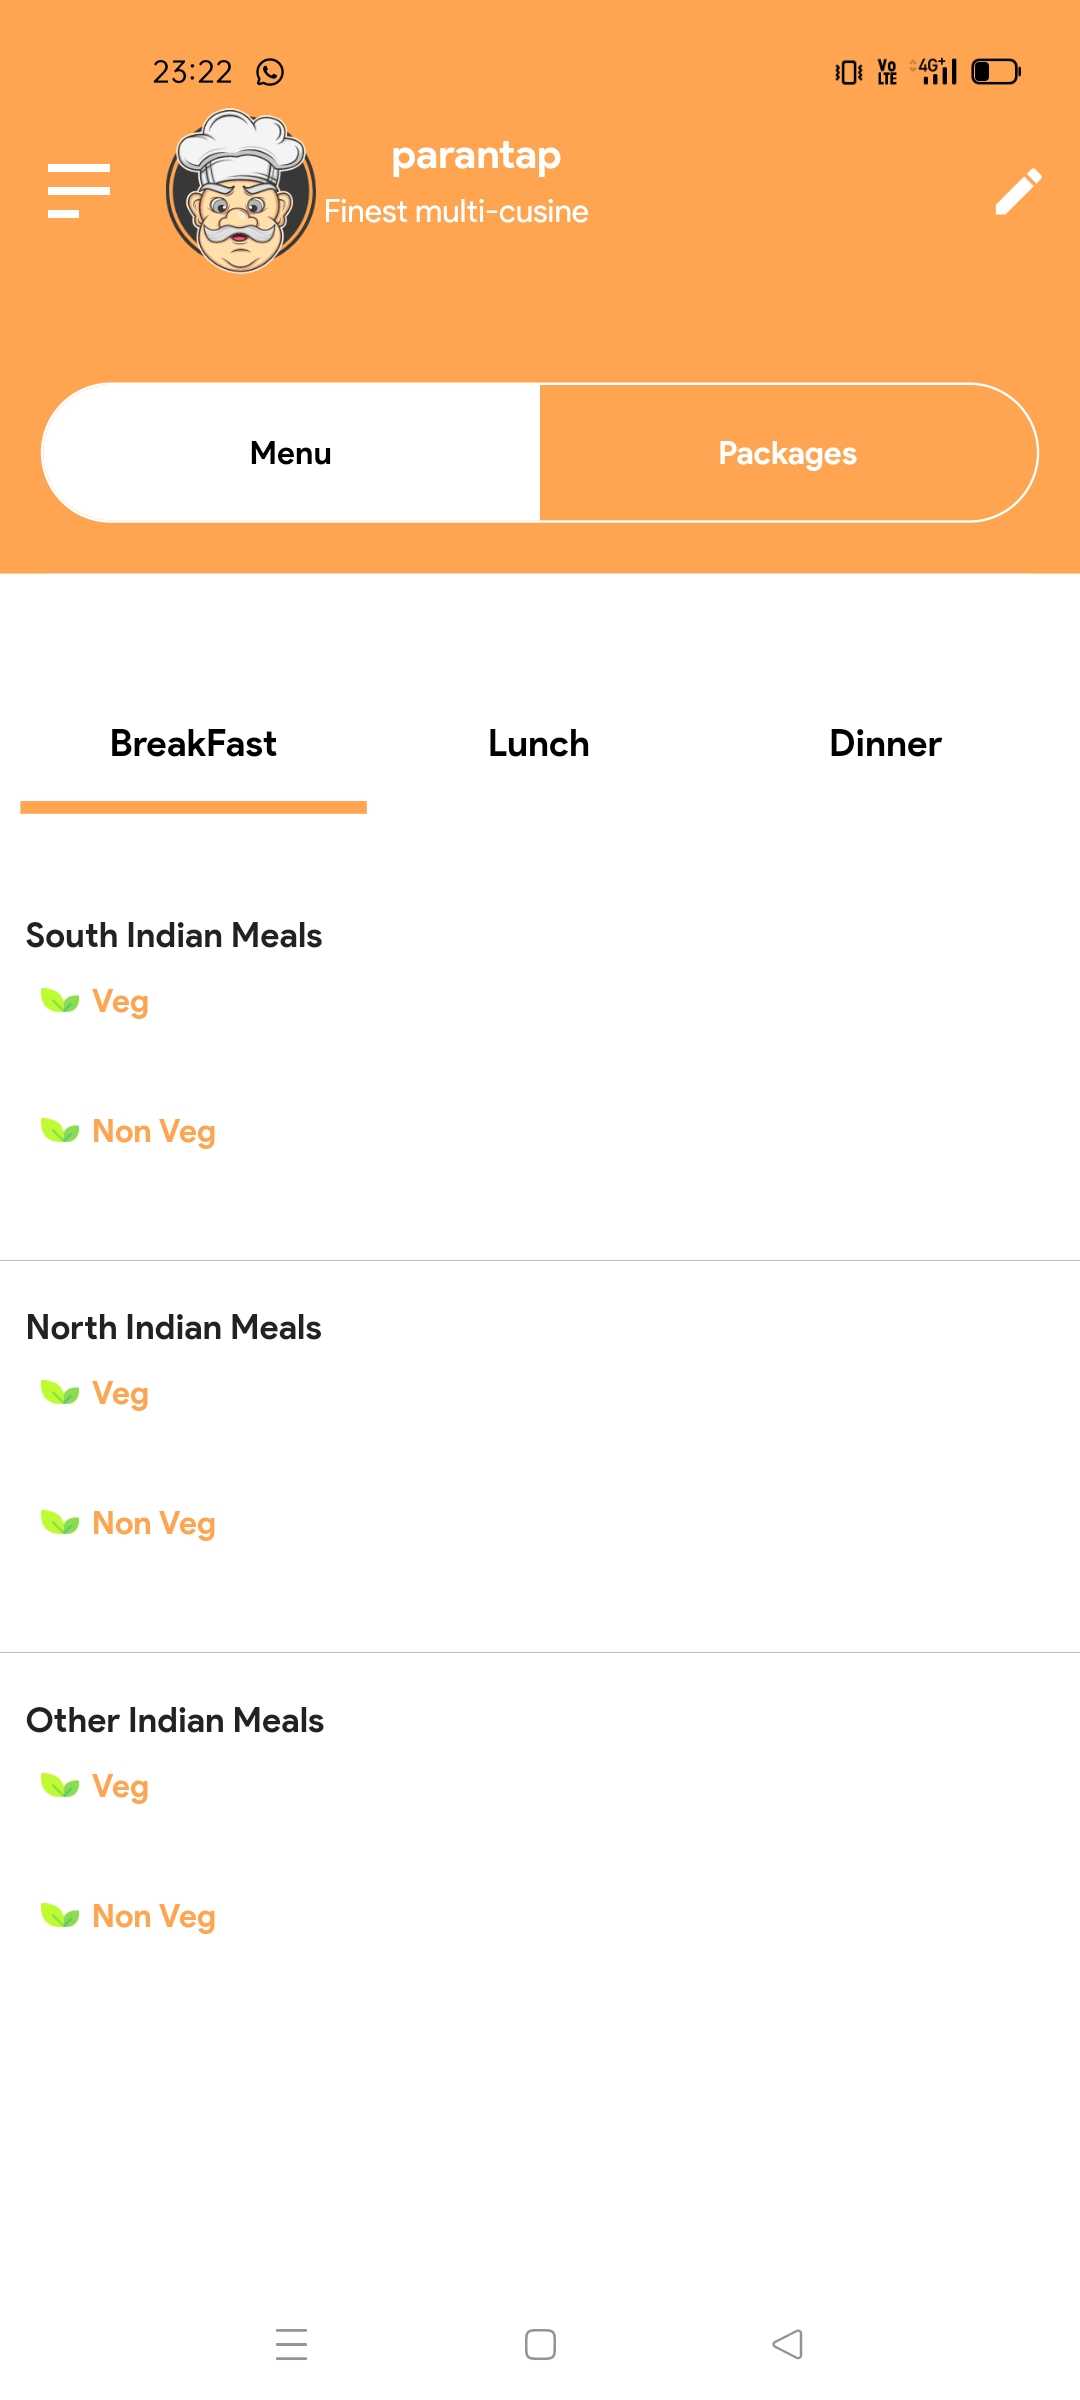 23:22
Vo
LTE
4G+
parantap
Finest multi-cusine
Menu
Packages
BreakFast
Lunch
Dinner
South Indian Meals
Veg
Non Veg
North Indian Meals
Veg
Non Veg
Other Indian Meals
Veg
Non Veg